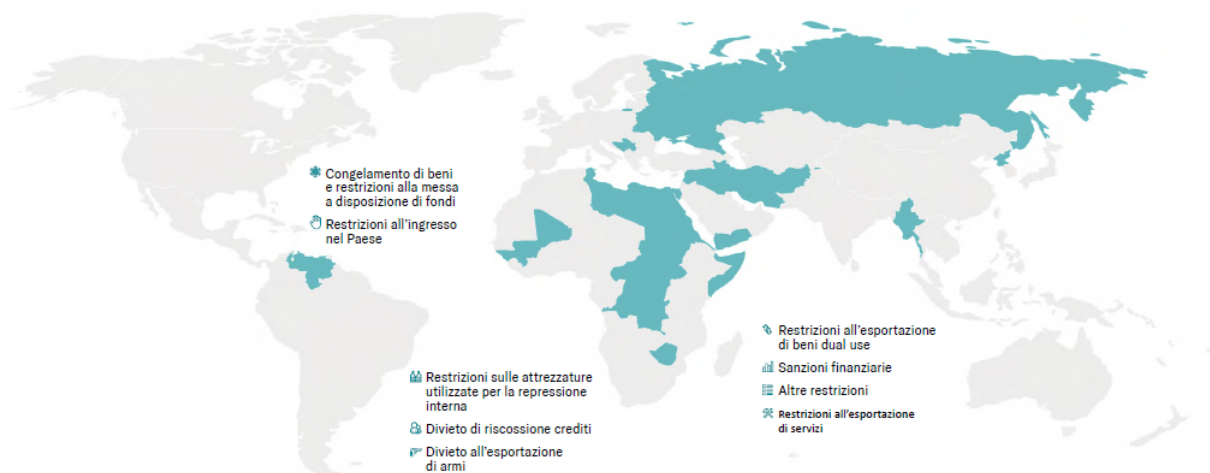 Congelamento di beni
e restrizioni alla messa
a disposizione di fondi
Restrizioni all'ingresso
nel Paese
Restrizioni sulle attrezzature
utilizzate per la repressione
interna
Divieto di riscossione crediti
Divieto all'esportazione
di armi
Restrizioni all'esportazione
di beni dual use
Sanzioni finanziarie
Altre restrizioni
Restrizioni all'esportazione
di servizi